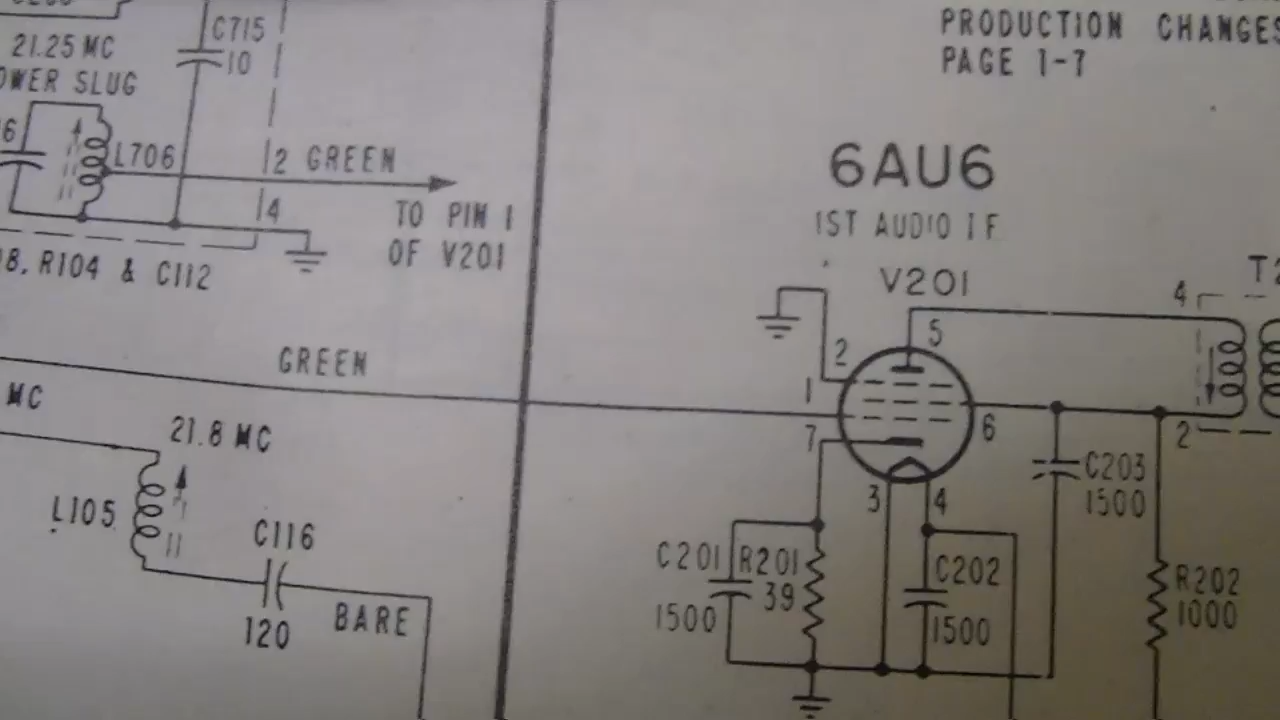 C715
10
21.25 MC
OWER SLUG
6
L706
2 GREEN
4
TO PIN 1
OF V201
8, R104 & C112
GREEN
MC
21.8 MC
L105
C116
120
BARE
PRODUCTION CHANGES
PAGE 1-7
6AU6
1ST AUDIO I F
V201
T2
4
5
2
1
7
6
2
3
4
C203
1500
C201
1500
R201
39
C202
1500
R202
1000